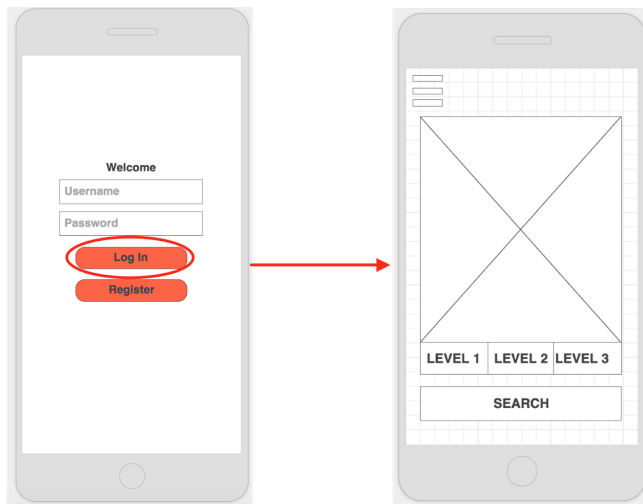 Welcome
Username
Password
Log In
Register
LEVEL 1 LEVEL 2 LEVEL 3
SEARCH